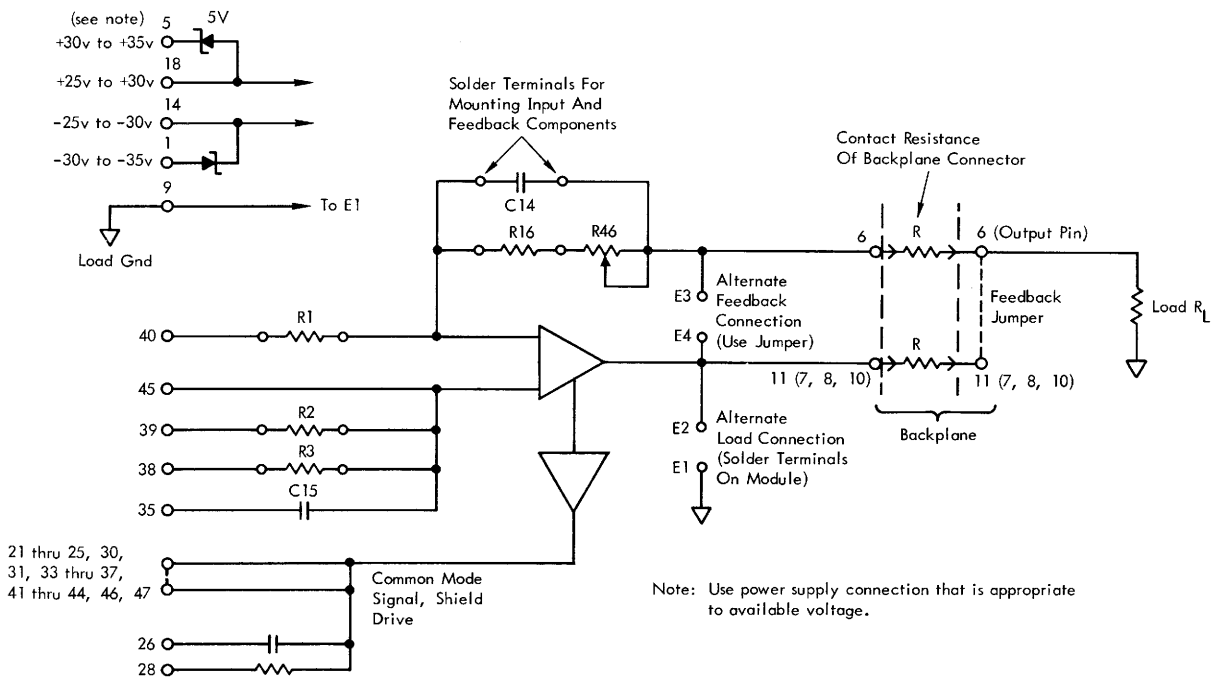 (see note) 5 5V
+30v to +35v
18
+25v to +30v
14
-25v to -30v
1
-30v to -35v
9
To E1
Load Gnd
Solder Terminals For
Mounting Input And
Feedback Components
C14
R16 R46
Contact Resistance
Of Backplane Connector
6 R 6 (Output Pin)
E3 Alternate
Feedback
Connection
E4 (Use Jumper)
Feedback
Jumper
Load RL
R
11 (7, 8, 10) 11 (7, 8, 10)
Backplane
E2 Alternate
Load Connection
E1 (Solder Terminals
On Module)
40 R1
45
39 R2
38 R3
35 C15
21 thru 25, 30,
31, 33 thru 37,
41 thru 44, 46, 47
Common Mode
Signal, Shield
Drive
26
28
Note: Use power supply connection that is appropriate
to available voltage.